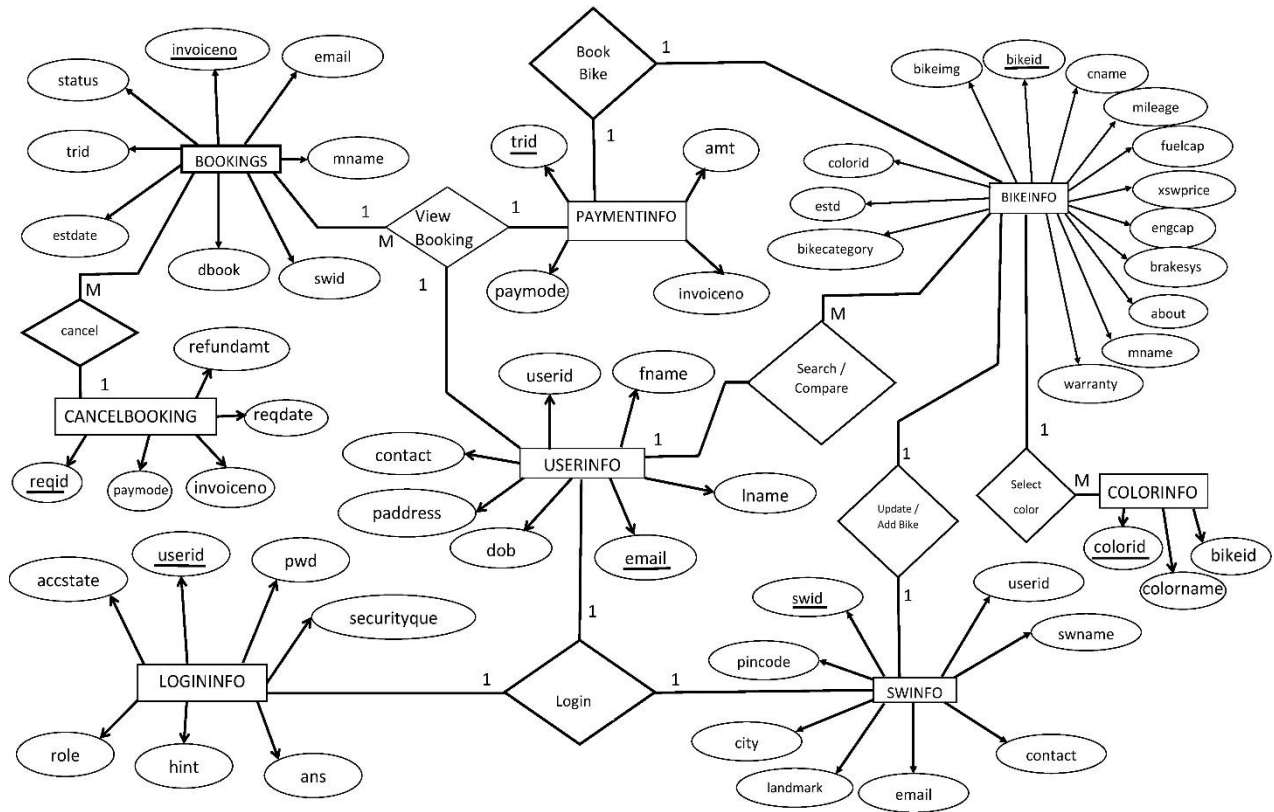 invoiceno
email
status
trid
BOOKINGS
mname
estdate
dbook
swid
M
cancel
1
refundamt
CANCELBOOKING
reqdate
reqid
paymode
invoiceno
Book
Bike
1
1
trid
amt
PAYMENTINFO
paymode
invoiceno
1
M
View
Booking
1
1
bikeimg
bikeid
cname
mileage
fuelcap
colorid
xswprice
BIKEINFO
estd
engcap
bikecategory
brakesys
about
mname
warranty
M
Search /
Compare
1
userid
fname
contact
USERINFO
lname
paddress
dob
email
1
Update /
Add Bike
1
1
Select
color
M
COLORINFO
colorid
colorname
bikeid
accstate
userid
pwd
securityque
LOGININFO
role
hint
ans
1
1
Login
1
swid
userid
pincode
swname
SWINFO
city
contact
landmark
email